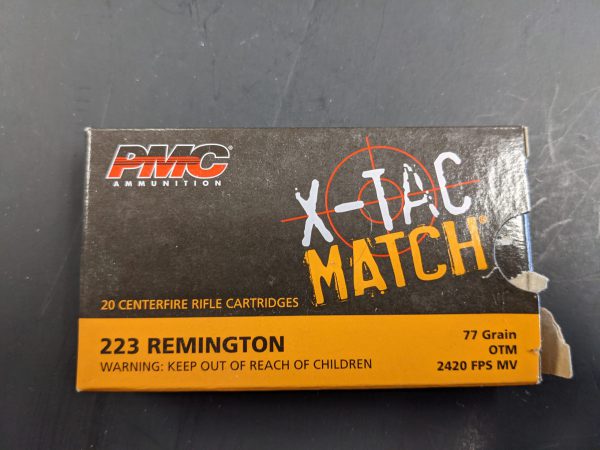 PMC®
AMMUNITION
X-TAC
MATCH®
20 CENTERFIRE RIFLE CARTRIDGES
223 REMINGTON
WARNING: KEEP OUT OF REACH OF CHILDREN
77 Grain
OTM
2420 FPS MV